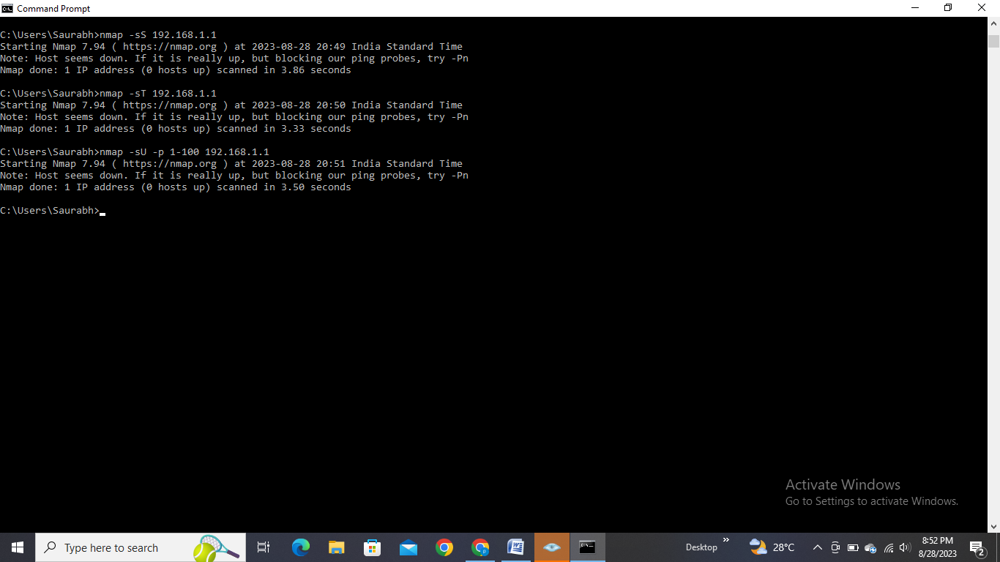 Command Prompt
C:\Users\Saurabh>nmap -sS 192.168.1.1
Starting Nmap 7.94 ( https://nmap.org ) at 2023-08-28 20:49 India Standard Time
Note: Host seems down. If it is really up, but blocking our ping probes, try -Pn
Nmap done: 1 IP address (0 hosts up) scanned in 3.86 seconds
C:\Users\Saurabh>nmap -sT 192.168.1.1
Starting Nmap 7.94 ( https://nmap.org ) at 2023-08-28 20:50 India Standard Time
Note: Host seems down. If it is really up, but blocking our ping probes, try -Pn
Nmap done: 1 IP address (0 hosts up) scanned in 3.33 seconds
C:\Users\Saurabh>nmap -sU -p 1-100 192.168.1.1
Starting Nmap 7.94 ( https://nmap.org ) at 2023-08-28 20:51 India Standard Time
Note: Host seems down. If it is really up, but blocking our ping probes, try -Pn
Nmap done: 1 IP address (0 hosts up) scanned in 3.50 seconds
C:\Users\Saurabh>
Activate Windows
Go to Settings to activate Windows.
Type here to search
Desktop
28°C
8:52 PM
8/28/2023
2